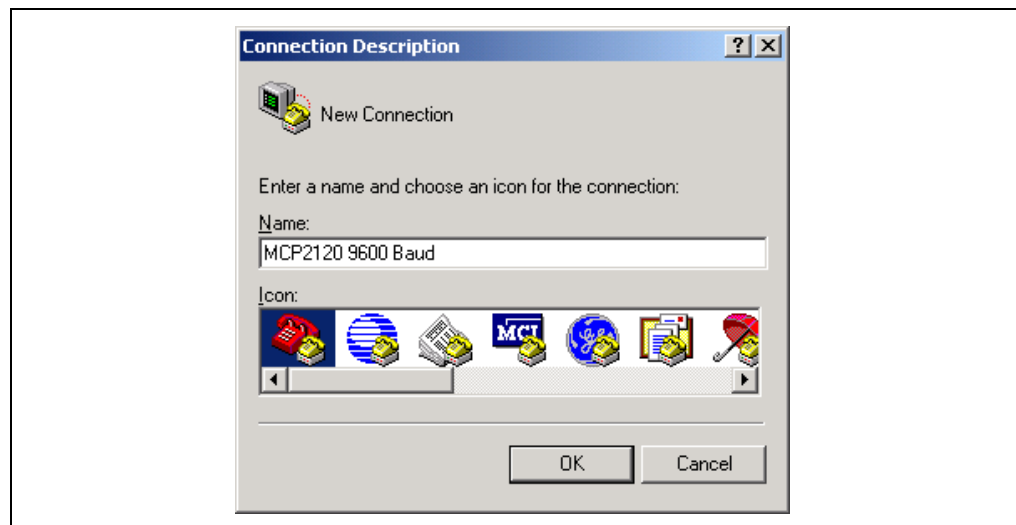 Connection Description
New Connection
Enter a name and choose an icon for the connection:
Name:
MCP2120 9600 Baud
Icon:
MCI
OK Cancel